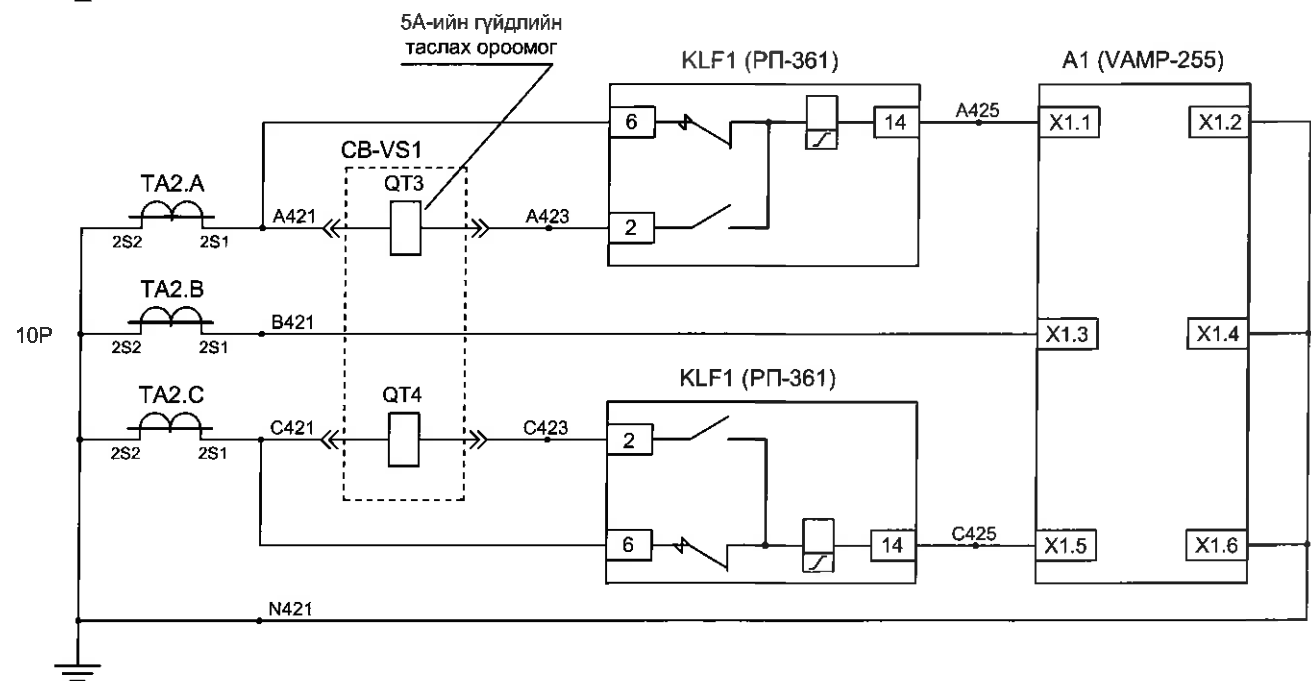 5А-ийн гүйдлийн
таслах ороомог
KLF1 (РП-361)
A1 (VAMP-255)
6
14
A425
X1.1
X1.2
CB-VS1
TA2.A
QT3
A421
A423
2
2S2
2S1
TA2.B
10P
B421
X1.3
X1.4
2S2
2S1
KLF1 (РП-361)
TA2.C
QT4
C421
C423
2
2S2
2S1
6
14
C425
X1.5
X1.6
N421